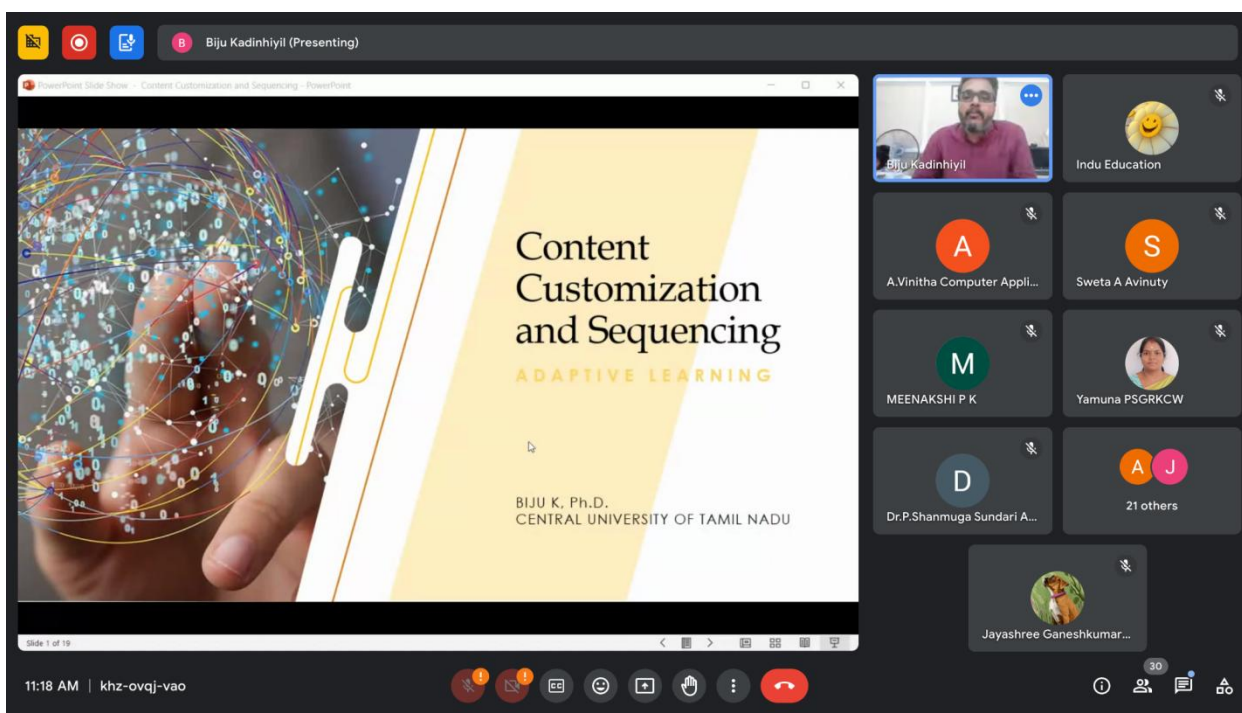 B Biju Kadinhiyil (Presenting)
PowerPoint Slide Show - Content Customization and Sequencing - PowerPoint
Content
Customization
and Sequencing
ADAPTIVE LEARNING
BIJU K, Ph.D.
CENTRAL UNIVERSITY OF TAMIL NADU
Slide 1 of 19
Biju Kadinhiyil
Indu Education
A
A.Vinitha Computer Appli...
S
Sweta A Avinuty
M
MEENAKSHI P K
Yamuna PSGRKCW
D
Dr.P.Shanmuga Sundari A...
A J
21 others
Jayashree Ganeshkumar...
11:18 AM | khz-ovqj-vao
CC
30